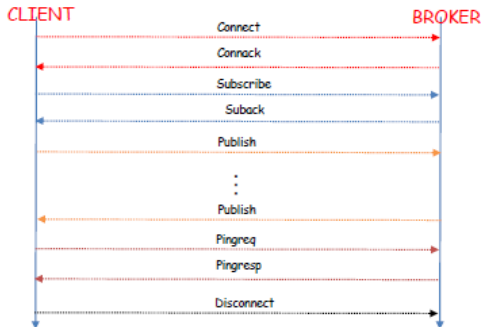 CLIENT
BROKER
Connect
Connack
Subscribe
Suback
Publish
Publish
Pingreq
Pingresp
Disconnect